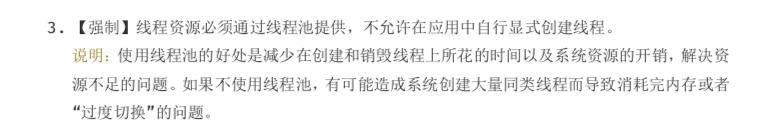 3. 【强制】线程资源必须通过线程池提供，不允许在应用中自行显式创建线程。
说明：使用线程池的好处是减少在创建和销毁线程上所花的时间以及系统资源的开销，解决资
源不足的问题。如果不使用线程池，有可能造成系统创建大量同类线程而导致消耗完内存或者
“过度切换”的问题。